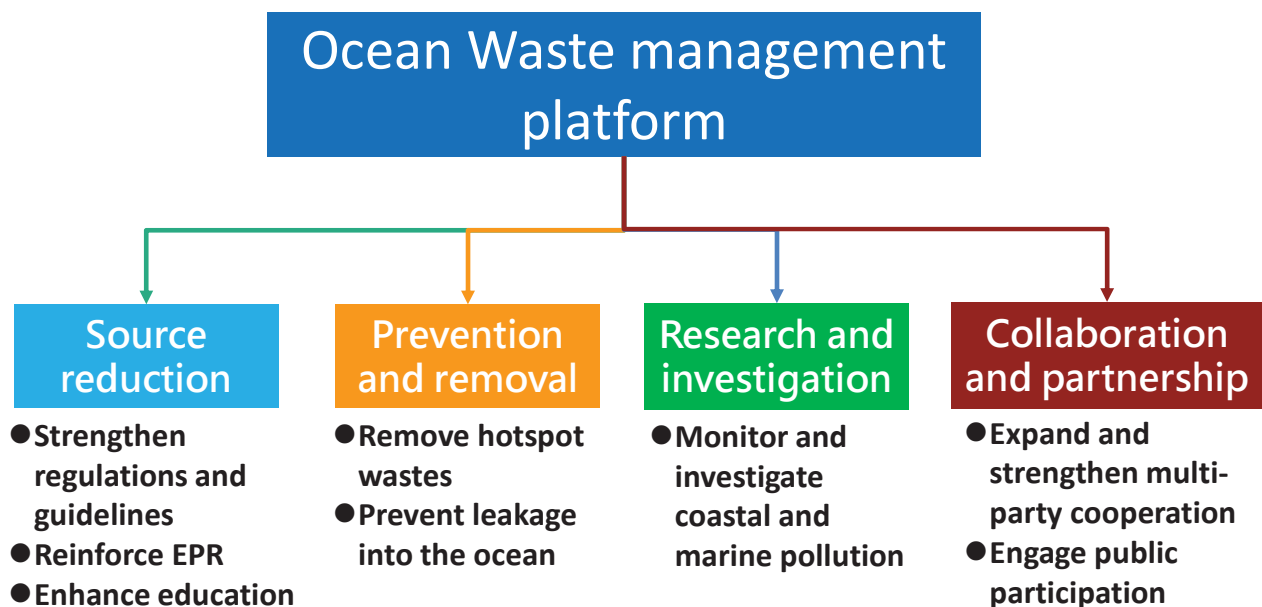 Ocean Waste management
platform
Source
reduction
● Strengthen
regulations and
guidelines
● Reinforce EPR
● Enhance education
Prevention
and removal
● Remove hotspot
wastes
● Prevent leakage
into the ocean
Research and
investigation
● Monitor and
investigate
coastal and
marine pollution
Collaboration
and partnership
● Expand and
strengthen multi-
party cooperation
● Engage public
participation